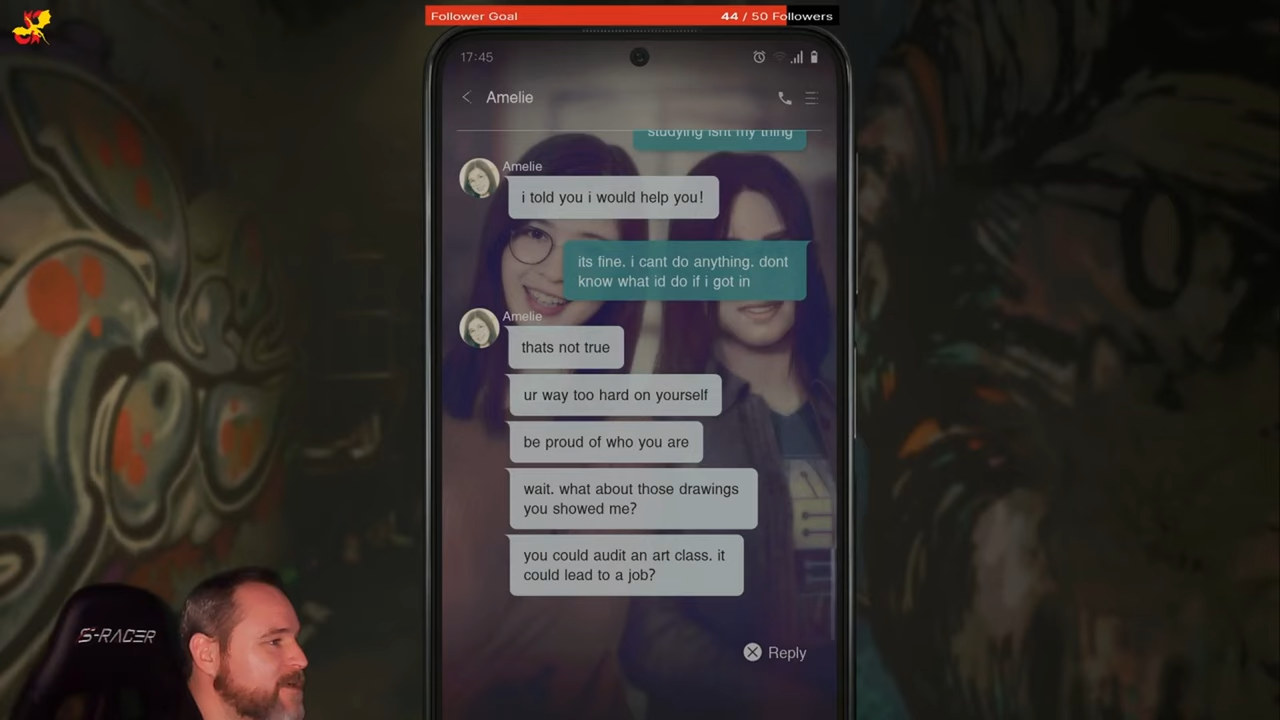 Follower Goal
44 / 50 Followers
17:45
Amelie
studying isnt my thing
Amelie
i told you i would help you!
its fine. i cant do anything. dont
know what id do if i got in
Amelie
thats not true
ur way too hard on yourself
be proud of who you are
wait. what about those drawings
you showed me?
you could audit an art class. it
could lead to a job?
Reply
S-RACER